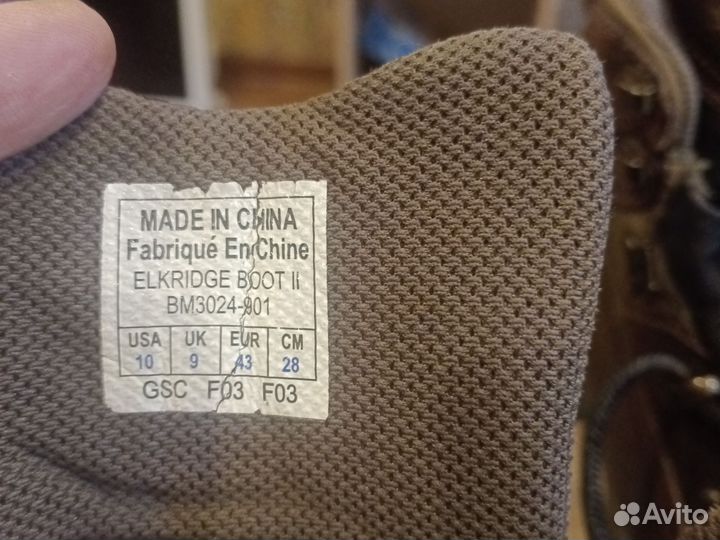 MADE IN CHINA
Fabriqué En Chine
ELKRIDGE BOOT II
BM3024-901
USA UK EUR CM
10 9 43 28
GSC F03 F03
Avito